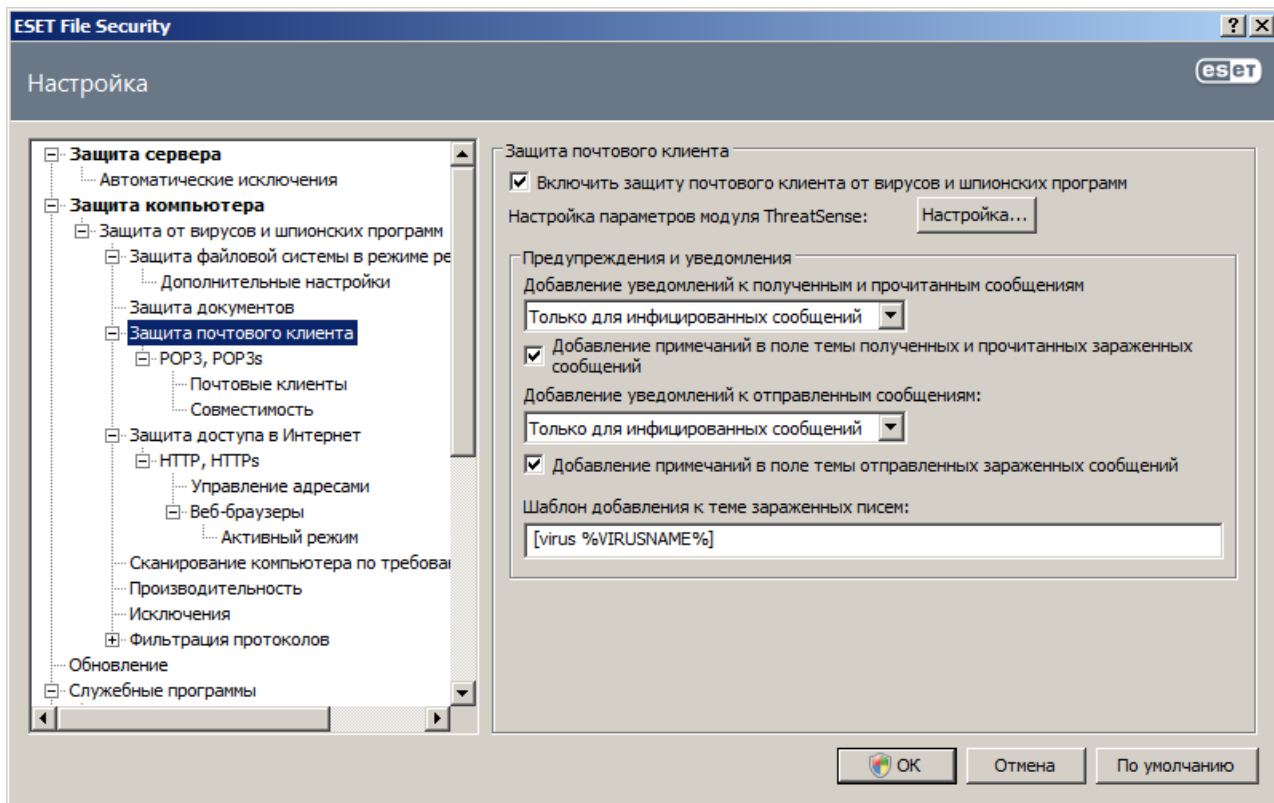 ESET File Security
Настройка
eset
Защита сервера
Автоматические исключения
Защита компьютера
Защита от вирусов и шпионских программ
Защита файловой системы в режиме ре
Дополнительные настройки
Защита документов
Защита почтового клиента
POP3, POP3s
Почтовые клиенты
Совместимость
Защита доступа в Интернет
HTTP, HTTPs
Управление адресами
Веб-браузеры
Активный режим
Сканирование компьютера по требован
Производительность
Исключения
Фильтрация протоколов
Обновление
Служебные программы
Защита почтового клиента
Включить защиту почтового клиента от вирусов и шпионских программ
Настройка параметров модуля ThreatSense:
Настройка...
Предупреждения и уведомления
Добавление уведомлений к полученным и прочитанным сообщениям
Только для инфицированных сообщений
Добавление примечаний в поле темы полученных и прочитанных зараженных
сообщений
Добавление уведомлений к отправленным сообщениям:
Только для инфицированных сообщений
Добавление примечаний в поле темы отправленных зараженных сообщений
Шаблон добавления к теме зараженных писем:
[virus %VIRUSNAME%]
OK
Отмена
По умолчанию